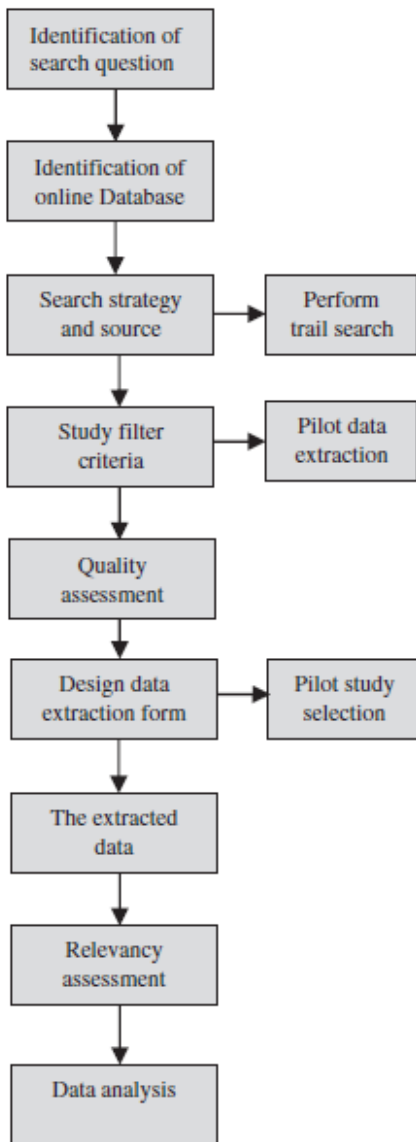 Identification of
search question
Identification of
online Database
Search strategy
and source
Perform
trail search
Study filter
criteria
Pilot data
extraction
Quality
assessment
Design data
extraction form
Pilot study
selection
The extracted
data
Relevancy
assessment
Data analysis